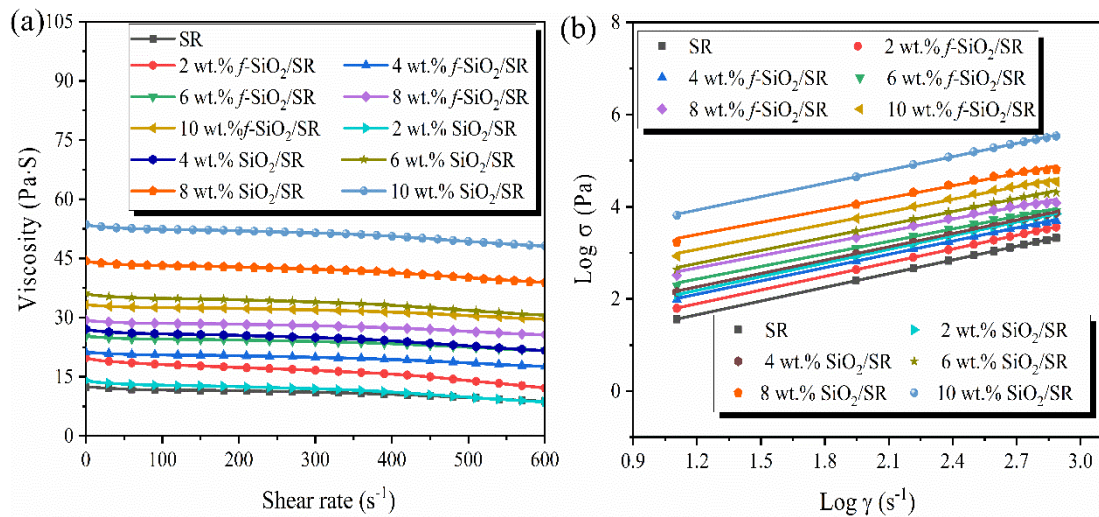 (a)
105
90
75
60
45
30
15
0
Viscosity (Pa·S)
SR
2 wt.% f-SiO₂/SR 4 wt.% f-SiO₂/SR
6 wt.% f-SiO₂/SR 8 wt.% f-SiO₂/SR
10 wt.%f-SiO₂/SR 2 wt.% SiO₂/SR
4 wt.% SiO₂/SR 6 wt.% SiO₂/SR
8 wt.% SiO₂/SR 10 wt.% SiO₂/SR
0 100 200 300 400 500 600
Shear rate (s⁻¹)
(b)
8
6
4
2
0
Log σ (Pa)
SR 2 wt.% f-SiO₂/SR
4 wt.% f-SiO₂/SR 6 wt.% f-SiO₂/SR
8 wt.% f-SiO₂/SR 10 wt.% f-SiO₂/SR
SR 2 wt.% SiO₂/SR
4 wt.% SiO₂/SR 6 wt.% SiO₂/SR
8 wt.% SiO₂/SR 10 wt.% SiO₂/SR
0.9 1.2 1.5 1.8 2.1 2.4 2.7 3.0
Log γ (s⁻¹)